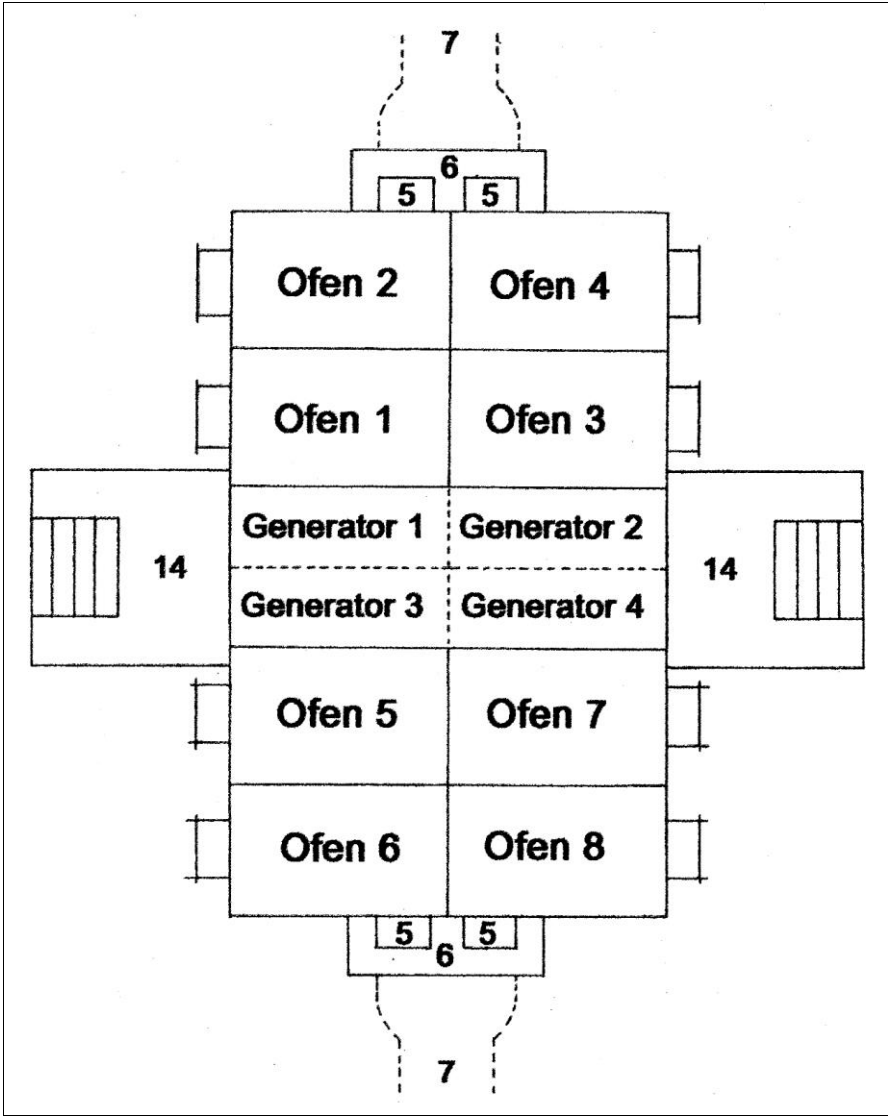 7
6
5 5
Ofen 2 Ofen 4
Ofen 1 Ofen 3
Generator 1 Generator 2
14 14
Generator 3 Generator 4
Ofen 5 Ofen 7
Ofen 6 Ofen 8
5 5
6
7